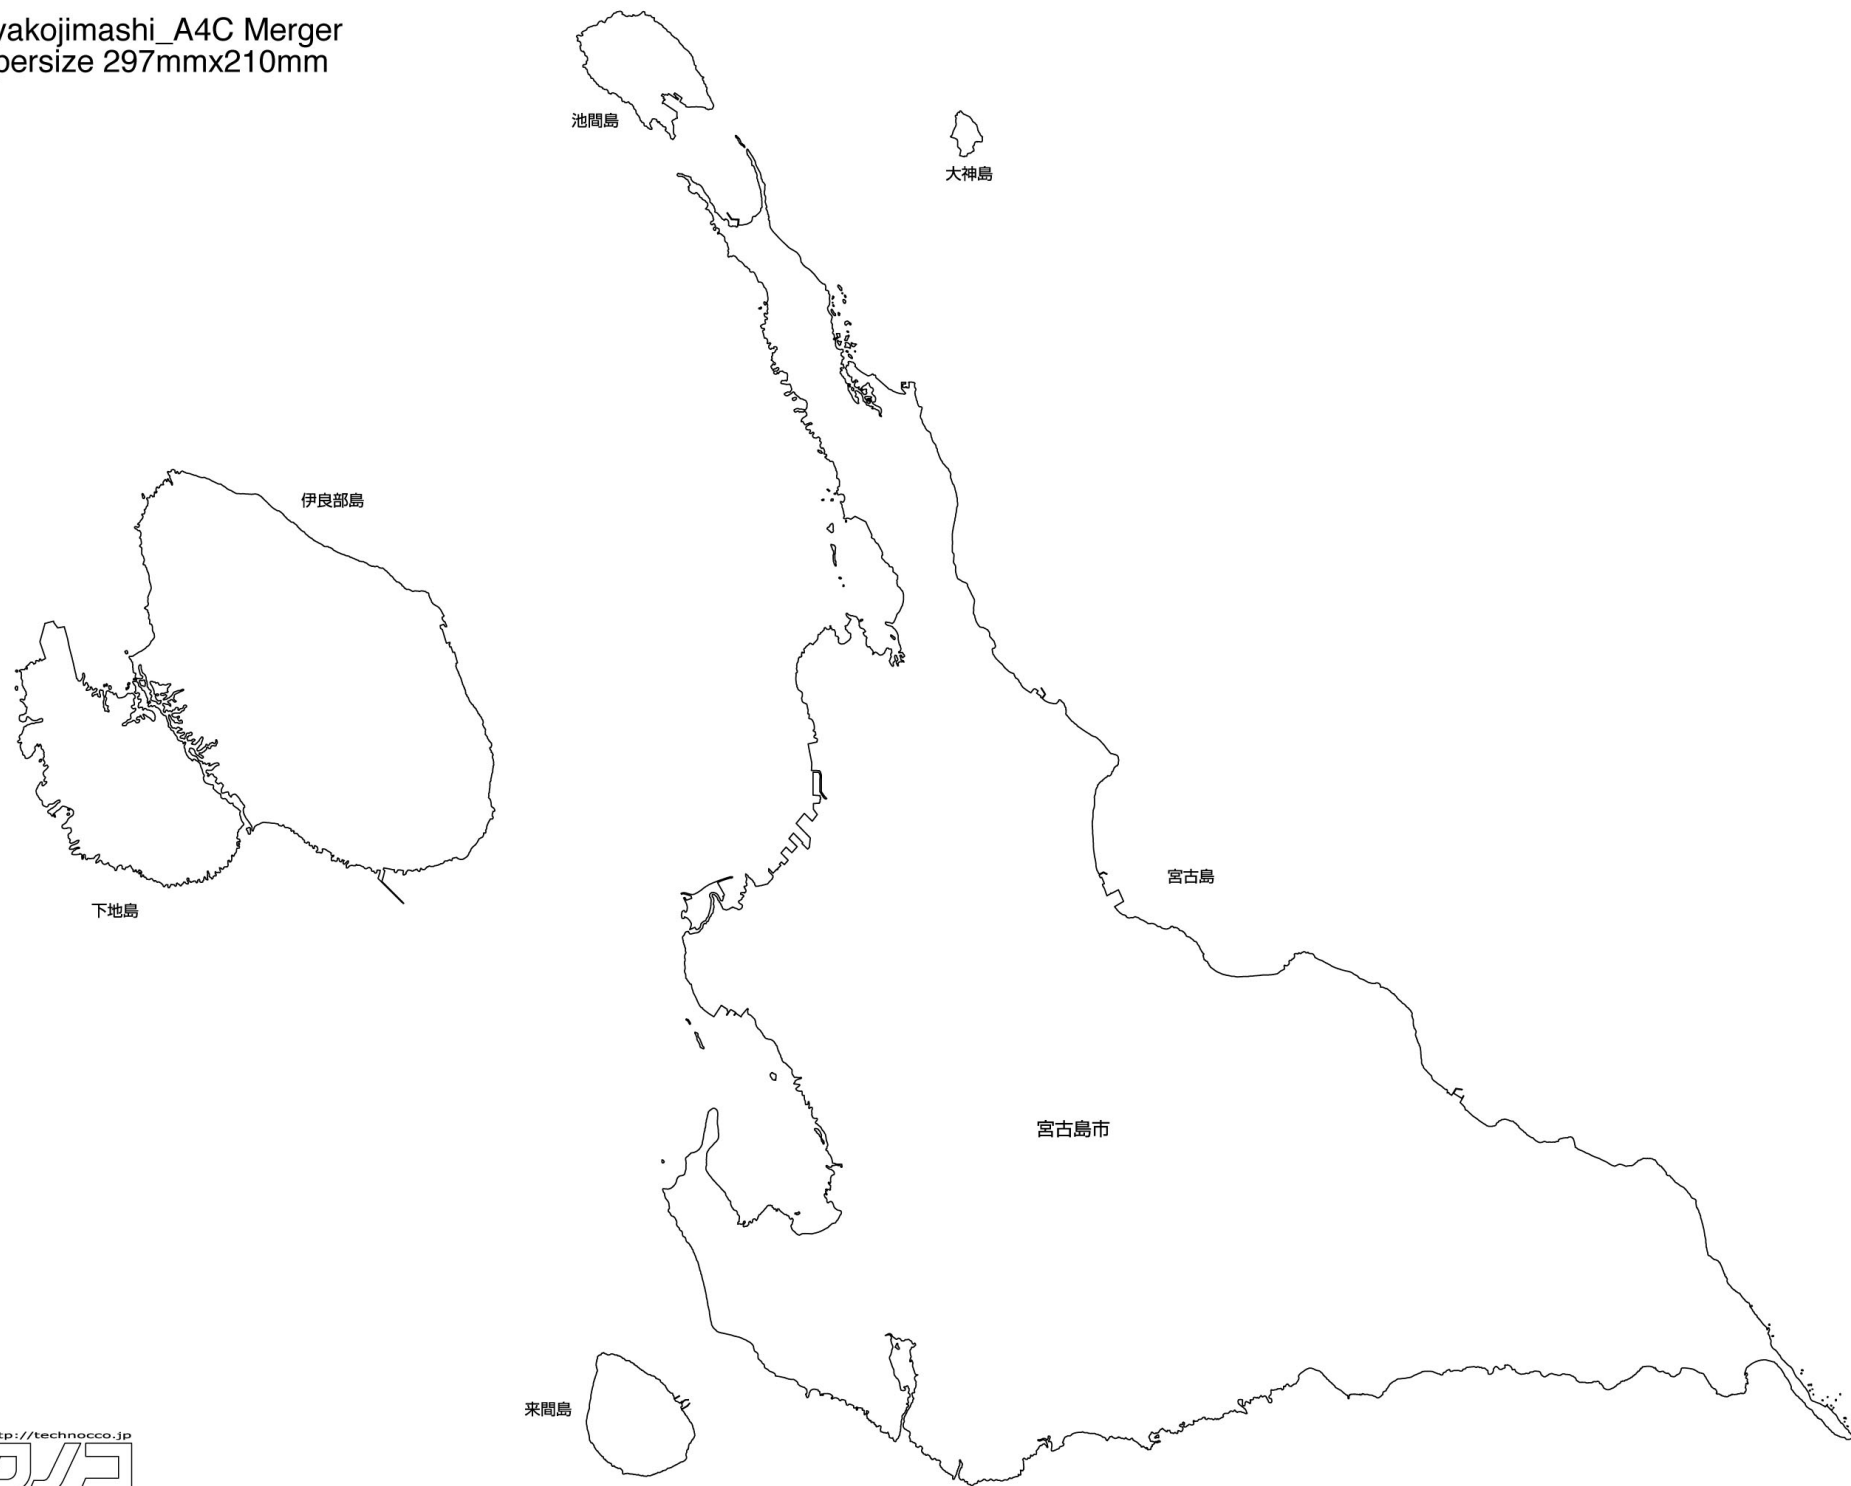 yakojimashi_A4C Merger
persize 297mmx210mm
池間島
大神島
伊良部島
下地島
宮古島
宮古島市
来間島
tp://technocco.jp